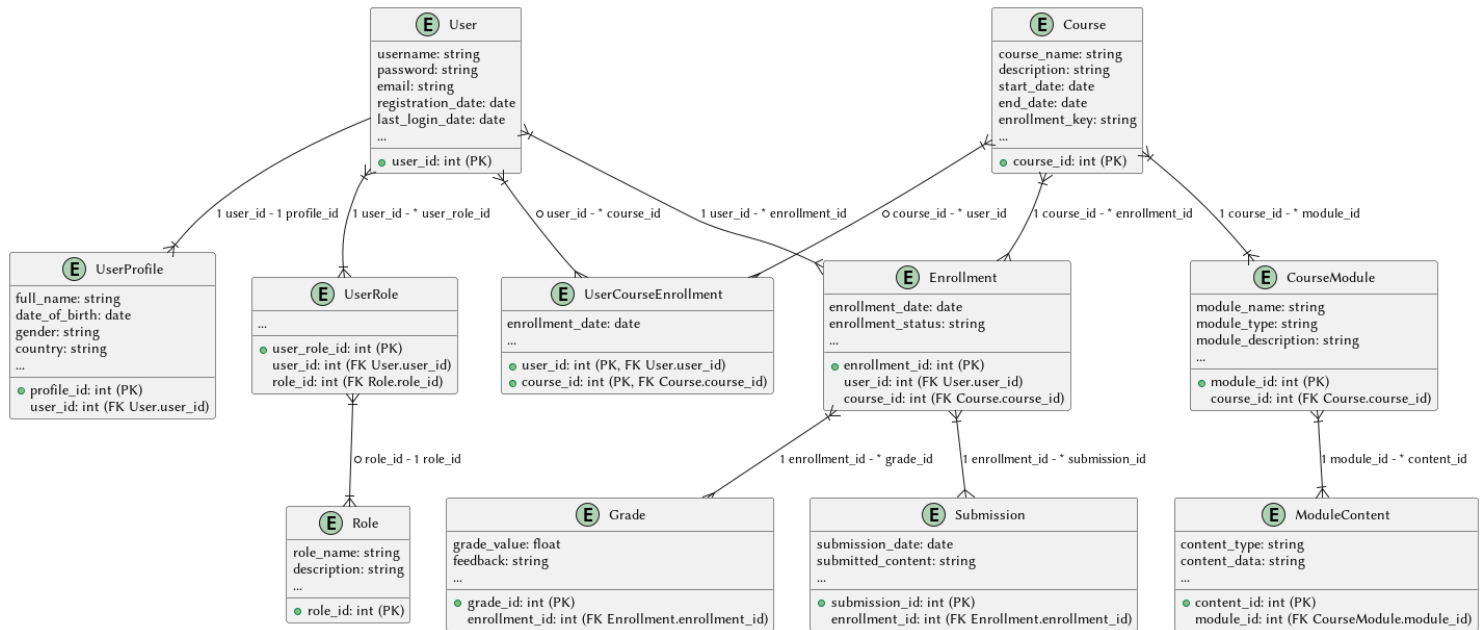 E User
username: string
password: string
email: string
registration_date: date
last_login_date: date
...
user_id: int (PK)
E Course
course_name: string
description: string
start_date: date
end_date: date
enrollment_key: string
...
course_id: int (PK)
1 user_id - 1 profile_id
1 user_id - * user_role_id
o user_id - * course_id
1 user_id - * enrollment_id
o course_id - * user_id
1 course_id - * enrollment_id
1 course_id - * module_id
E UserProfile
full_name: string
date_of_birth: date
gender: string
country: string
...
profile_id: int (PK)
user_id: int (FK User.user_id)
E UserRole
...
user_role_id: int (PK)
user_id: int (FK User.user_id)
role_id: int (FK Role.role_id)
E UserCourseEnrollment
enrollment_date: date
...
user_id: int (PK, FK User.user_id)
course_id: int (PK, FK Course.course_id)
E Enrollment
enrollment_date: date
enrollment_status: string
...
enrollment_id: int (PK)
user_id: int (FK User.user_id)
course_id: int (FK Course.course_id)
E CourseModule
module_name: string
module_type: string
module_description: string
...
module_id: int (PK)
course_id: int (FK Course.course_id)
o role_id - 1 role_id
1 enrollment_id - * grade_id
1 enrollment_id - * submission_id
1 module_id - * content_id
E Role
role_name: string
description: string
...
role_id: int (PK)
E Grade
grade_value: float
feedback: string
...
grade_id: int (PK)
enrollment_id: int (FK Enrollment.enrollment_id)
E Submission
submission_date: date
submitted_content: string
...
submission_id: int (PK)
enrollment_id: int (FK Enrollment.enrollment_id)
E ModuleContent
content_type: string
content_data: string
...
content_id: int (PK)
module_id: int (FK CourseModule.module_id)